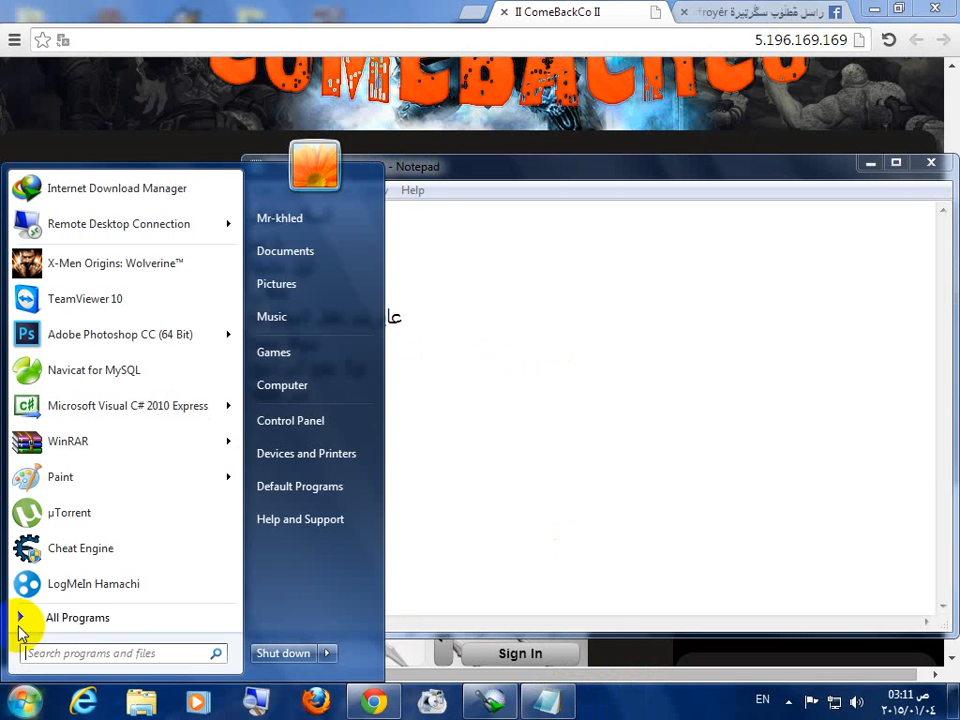 II ComeBackCo II
راسل مطلوب سكرتيرة
5.196.169.169
COMEBACKCO
- Notepad
Help
عاي
Internet Download Manager
Remote Desktop Connection
X-Men Origins: Wolverine™
TeamViewer 10
Adobe Photoshop CC (64 Bit)
Navicat for MySQL
Microsoft Visual C# 2010 Express
WinRAR
Paint
µTorrent
Cheat Engine
LogMeIn Hamachi
All Programs
Search programs and files
Mr-khled
Documents
Pictures
Music
Games
Computer
Control Panel
Devices and Printers
Default Programs
Help and Support
Shut down
Sign In
EN
03:11 ص
٢٠١٥/٠١/٠٤